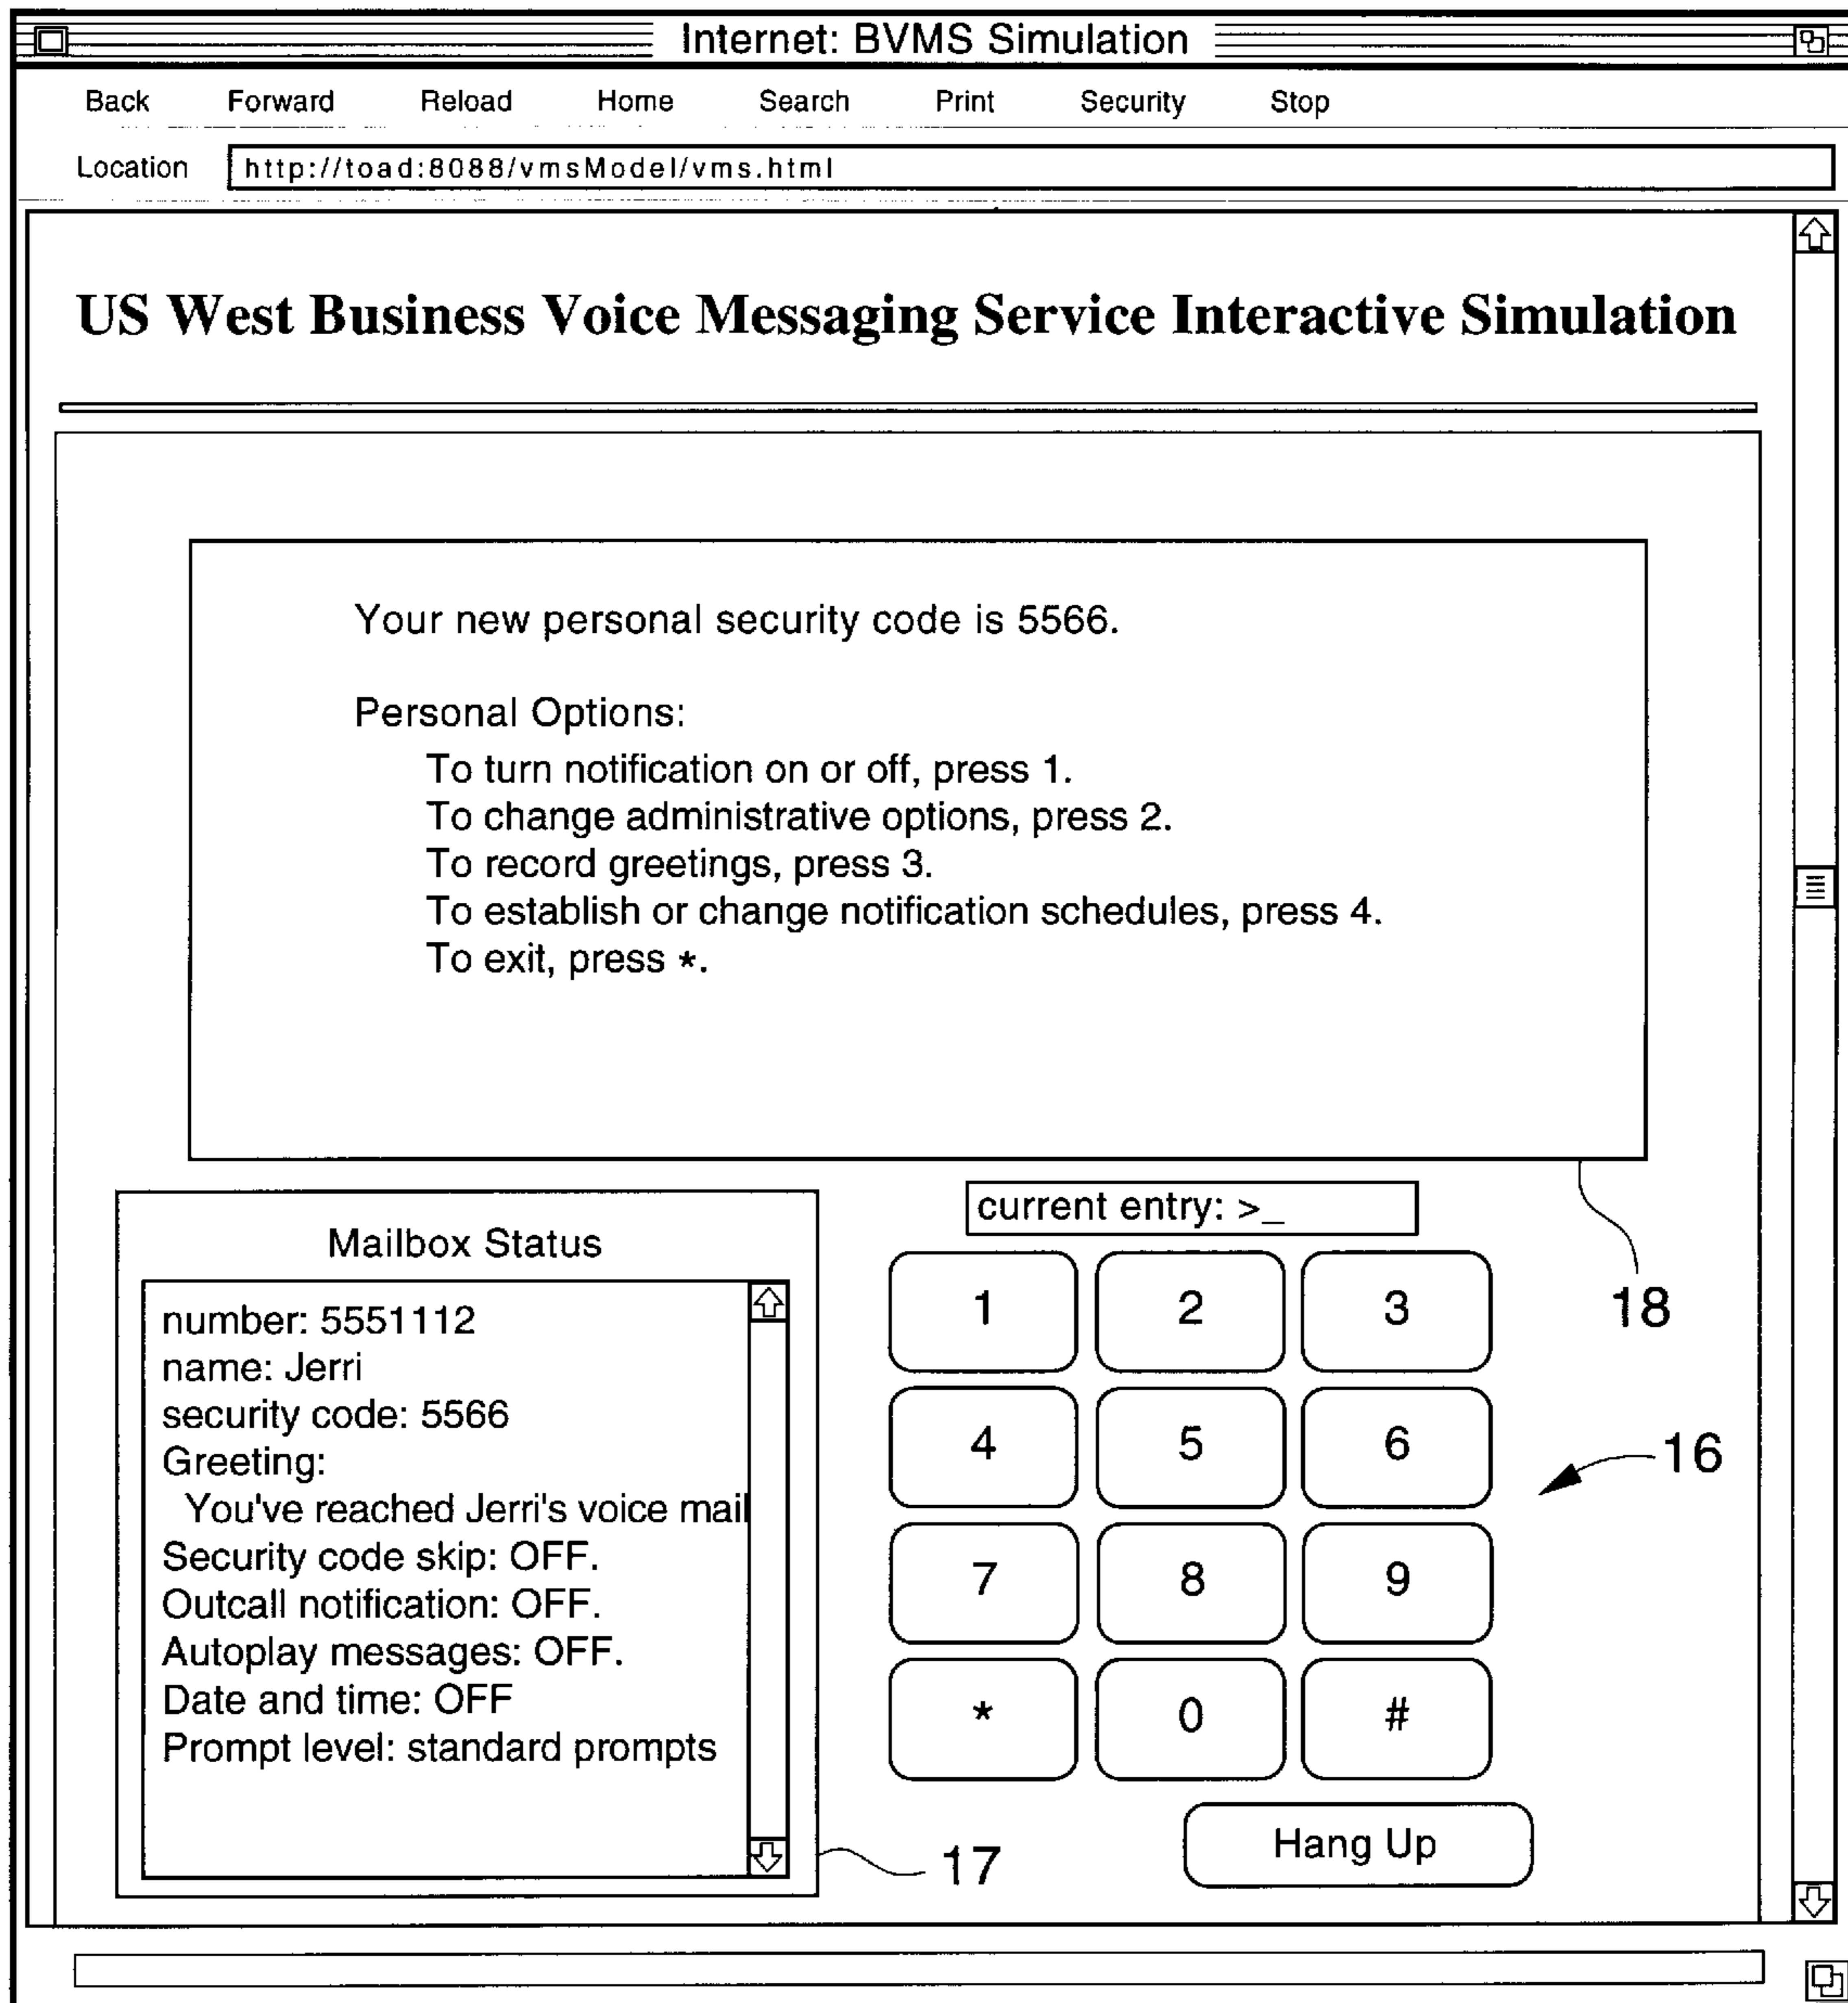 Internet: BVMS Simulation
Back Forward Reload Home Search Print Security Stop
Location http://toad:8088/vmsModel/vms.html
US West Business Voice Messaging Service Interactive Simulation
Your new personal security code is 5566.
Personal Options:
To turn notification on or off, press 1.
To change administrative options, press 2.
To record greetings, press 3.
To establish or change notification schedules, press 4.
To exit, press *.
18
Mailbox Status
number: 5551112
name: Jerri
security code: 5566
Greeting:
You've reached Jerri's voice mail
Security code skip: OFF.
Outcall notification: OFF.
Autoplay messages: OFF.
Date and time: OFF
Prompt level: standard prompts
17
current entry: >_
1 2 3
4 5 6
7 8 9
* 0 #
16
Hang Up